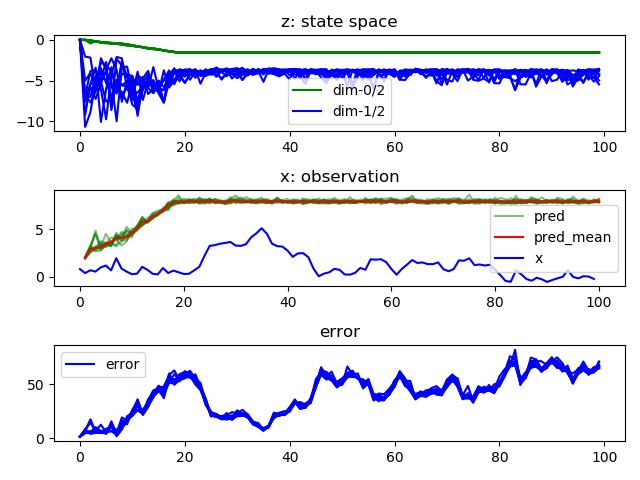 z: state space
0
−5
−10
dim-0/2
dim-1/2
0 20 40 60 80 100
x: observation
5
0
pred
pred_mean
x
0 20 40 60 80 100
error
50
0
error
0 20 40 60 80 100